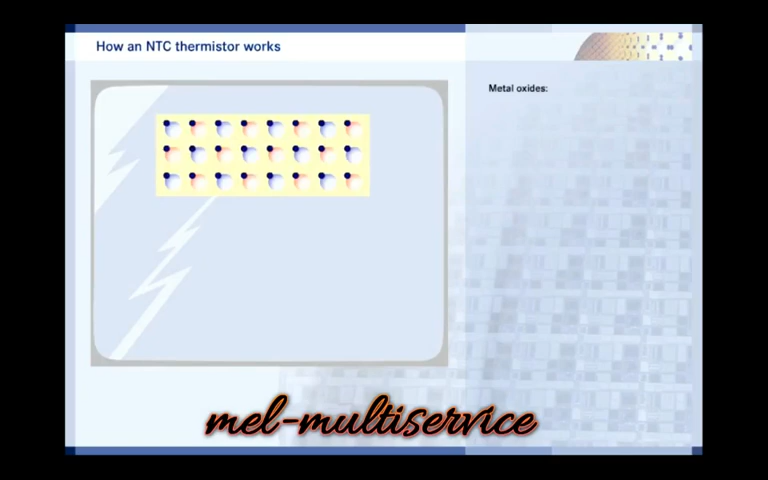 How an NTC thermistor works
Metal oxides:
mel-multiservice